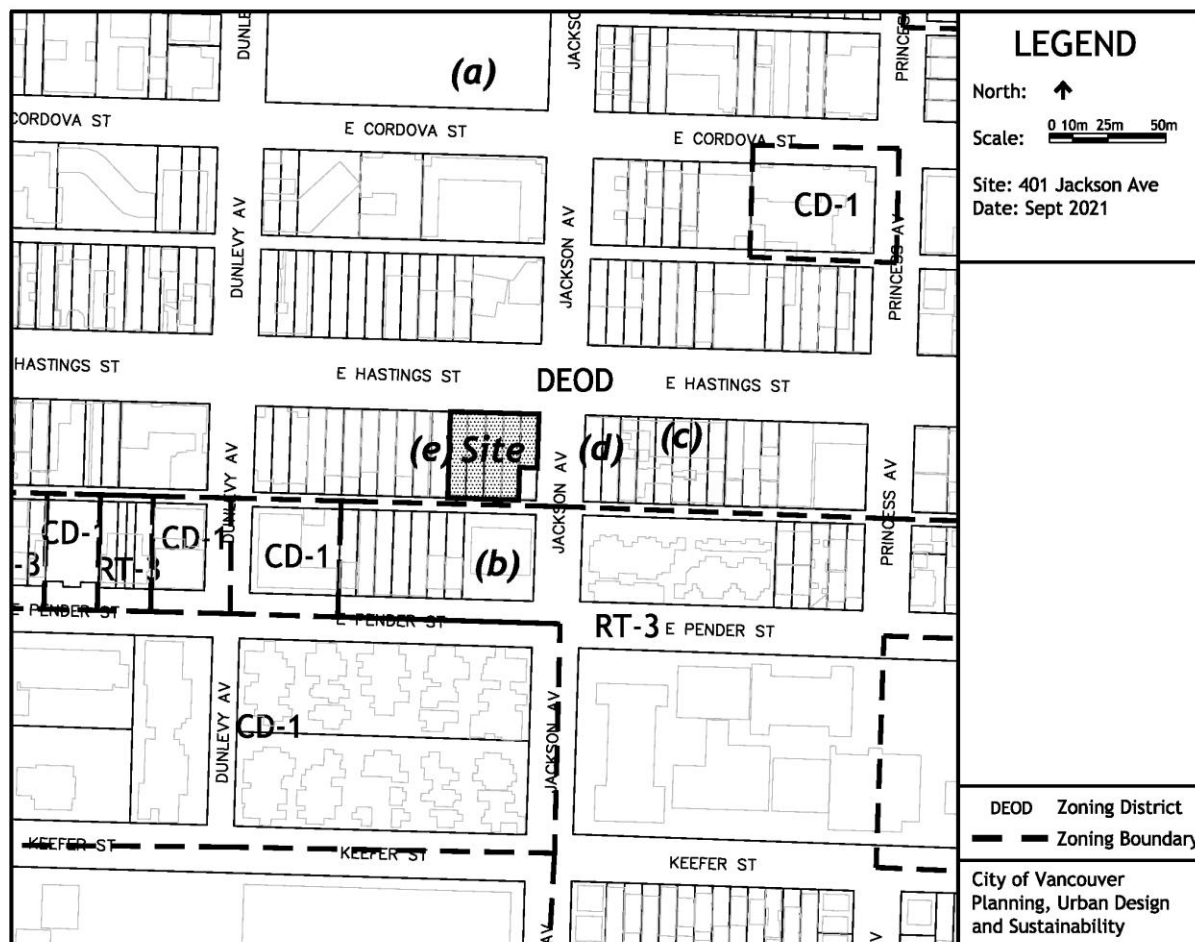 DUNLEVY AV
(a)
JACKSO
PRINCES
CORDOVA ST
E CORDOVA ST
E CORDOVA ST
CD-1
DUNLEVY AV
JACKSON AV
PRINCESS AV
HASTINGS ST
E HASTINGS ST
DEOD
E HASTINGS ST
(e)
Site
(d)
(c)
DUNLEVY AV
JACKSON AV
PRINCESS AV
-3
CD-1
RT-3
CD-1
CD-1
(b)
E PENDER ST
E PENDER ST
RT-3
E PENDER ST
DUNLEVY AV
CD-1
JACKSON AV
KEEFER ST
KEEFER ST
KEEFER ST
AV
AV
LEGEND
North:
Scale: 0 10m 25m 50m
Site: 401 Jackson Ave
Date: Sept 2021
DEOD Zoning District
Zoning Boundary
City of Vancouver
Planning, Urban Design
and Sustainability